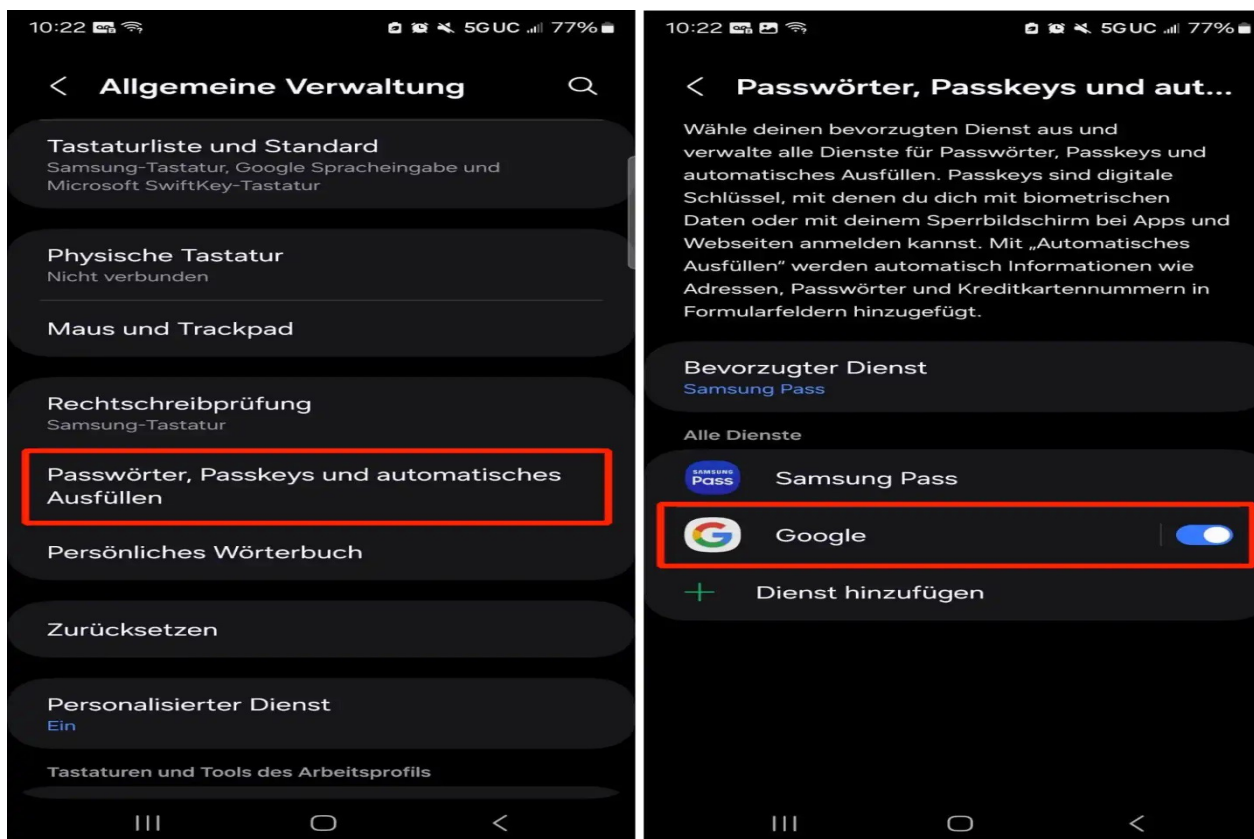 10:22
5G UC 77%
Allgemeine Verwaltung
Tastaturliste und Standard
Samsung-Tastatur, Google Spracheingabe und
Microsoft SwiftKey-Tastatur
Physische Tastatur
Nicht verbunden
Maus und Trackpad
Rechtschreibprüfung
Samsung-Tastatur
Passwörter, Passkeys und automatisches
Ausfüllen
Persönliches Wörterbuch
Zurücksetzen
Personalisierter Dienst
Ein
Tastaturen und Tools des Arbeitsprofils
10:22
5G UC 77%
Passwörter, Passkeys und aut...
Wähle deinen bevorzugten Dienst aus und
verwalte alle Dienste für Passwörter, Passkeys und
automatisches Ausfüllen. Passkeys sind digitale
Schlüssel, mit denen du dich mit biometrischen
Daten oder mit deinem Sperrbildschirm bei Apps und
Webseiten anmelden kannst. Mit „Automatisches
Ausfüllen“ werden automatisch Informationen wie
Adressen, Passwörter und Kreditkartennummern in
Formularfeldern hinzugefügt.
Bevorzugter Dienst
Samsung Pass
Alle Dienste
SAMSUNG
Pass
Samsung Pass
G
Google
Dienst hinzufügen